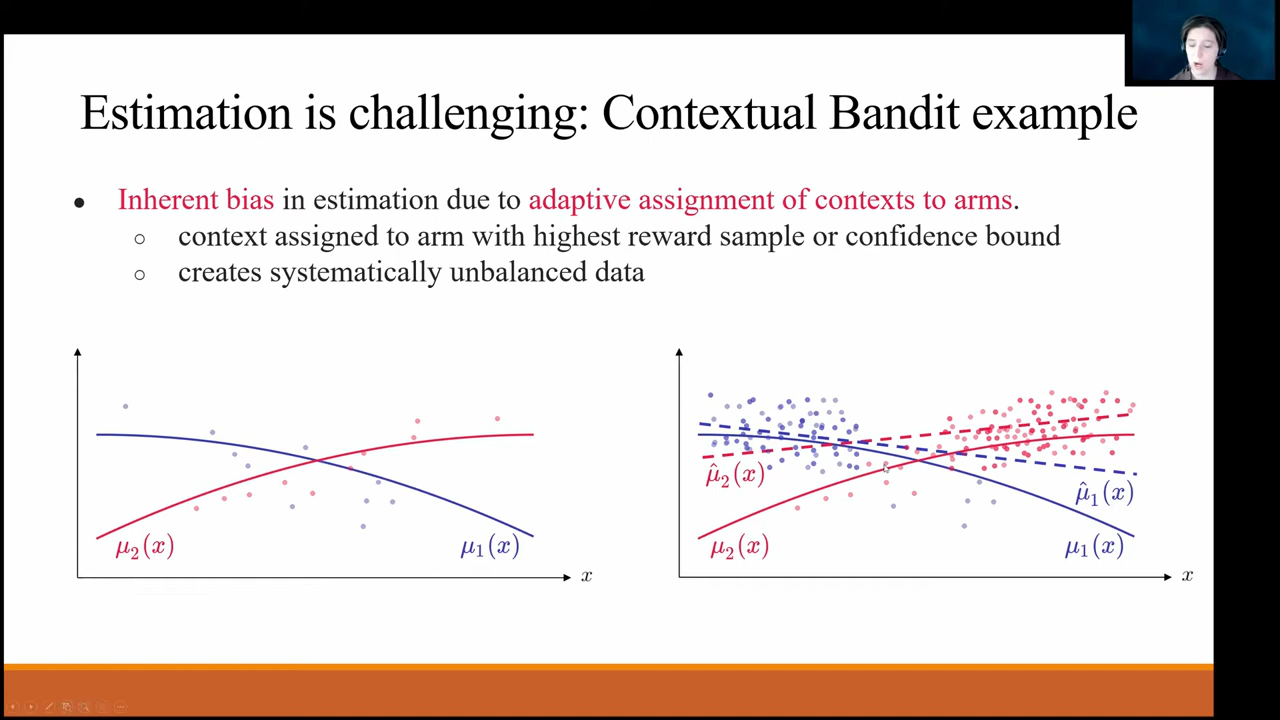 Estimation is challenging: Contextual Bandit example
• Inherent bias in estimation due to adaptive assignment of contexts to arms.
○ context assigned to arm with highest reward sample or confidence bound
○ creates systematically unbalanced data
μ₂(x)
μ₁(x)
x
μ̂₂(x)
μ̂₁(x)
μ₂(x)
μ₁(x)
x